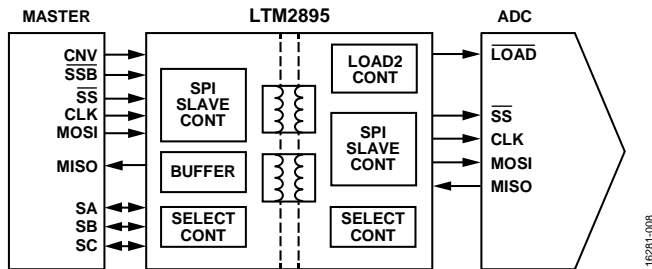 MASTER
LTM2895
ADC
CNV
SSB
SS
CLK
MOSI
MISO
SA
SB
SC
SPI
SLAVE
CONT
BUFFER
SELECT
CONT
LOAD2
CONT
SPI
SLAVE
CONT
SELECT
CONT
LOAD
SS
CLK
MOSI
MISO
16281-008